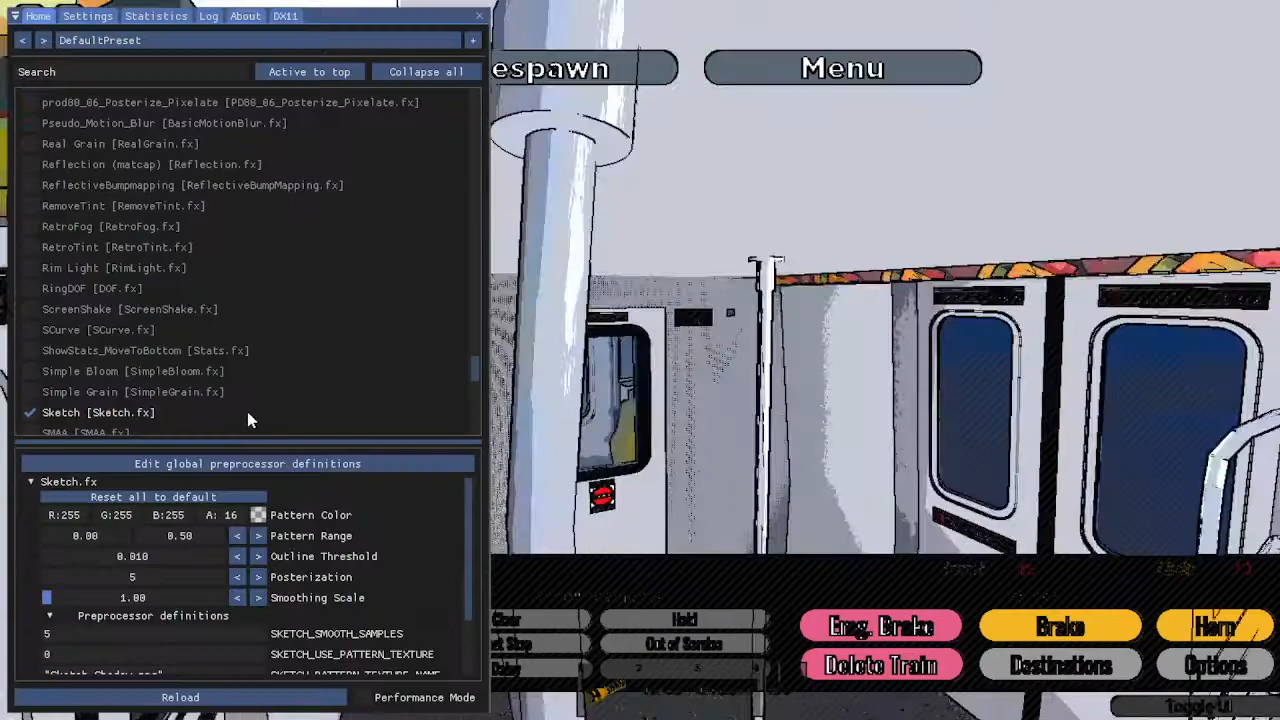 Home Settings Statistics Log About DX11
< > DefaultPreset +
Search Active to top Collapse all
prod80_06_Posterize_Pixelate [PD80_06_Posterize_Pixelate.fx]
Pseudo_Motion_Blur [BasicMotionBlur.fx]
Real Grain [RealGrain.fx]
Reflection (matcap) [Reflection.fx]
ReflectiveBumpmapping [ReflectiveBumpMapping.fx]
RemoveTint [RemoveTint.fx]
RetroFog [RetroFog.fx]
RetroTint [RetroTint.fx]
Rim Light [RimLight.fx]
RingDOF [DOF.fx]
ScreenShake [ScreenShake.fx]
SCurve [SCurve.fx]
ShowStats_MoveToBottom [Stats.fx]
Simple Bloom [SimpleBloom.fx]
Simple Grain [SimpleGrain.fx]
Sketch [Sketch.fx]
SMAA [SMAA.fx]
Edit global preprocessor definitions
Sketch.fx
Reset all to default
R:255 G:255 B:255 A: 16 Pattern Color
0.00 0.50 < > Pattern Range
0.010 < > Outline Threshold
5 < > Posterization
1.00 < > Smoothing Scale
Preprocessor definitions
5 SKETCH_SMOOTH_SAMPLES
0 SKETCH_USE_PATTERN_TEXTURE
SKETCH_PATTERN_TEXTURE_NAME
Reload Performance Mode
espawn Menu
Hold Emg. Brake Brake Horn
Out of Service
Delete Train Destinations Options
Toggle UI